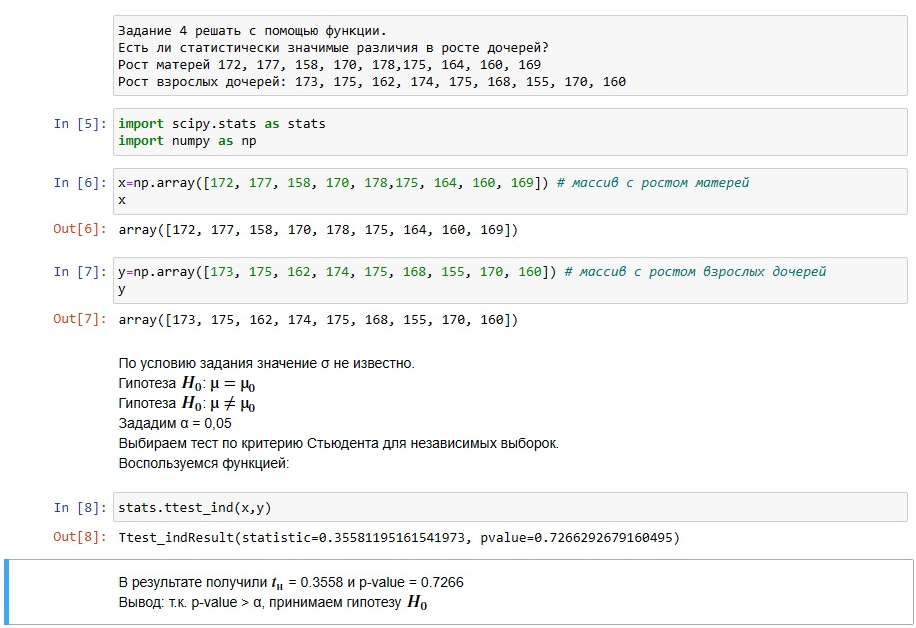 Задание 4 решать с помощью функции.
Есть ли статистически значимые различия в росте дочерей?
Рост матерей 172, 177, 158, 170, 178,175, 164, 160, 169
Рост взрослых дочерей: 173, 175, 162, 174, 175, 168, 155, 170, 160
In [5]: import scipy.stats as stats
import numpy as np
In [6]: x=np.array([172, 177, 158, 170, 178,175, 164, 160, 169]) # массив с ростом матерей
x
Out[6]: array([172, 177, 158, 170, 178, 175, 164, 160, 169])
In [7]: y=np.array([173, 175, 162, 174, 175, 168, 155, 170, 160]) # массив с ростом взрослых дочерей
y
Out[7]: array([173, 175, 162, 174, 175, 168, 155, 170, 160])
По условию задания значение σ не известно.
Гипотеза H₀: μ = μ₀
Гипотеза H₀: μ ≠ μ₀
Зададим α = 0,05
Выбираем тест по критерию Стьюдента для независимых выборок.
Воспользуемся функцией:
In [8]: stats.ttest_ind(x,y)
Out[8]: Ttest_indResult(statistic=0.35581195161541973, pvalue=0.7266292679160495)
В результате получили tₙ = 0.3558 и p-value = 0.7266
Вывод: т.к. p-value > α, принимаем гипотезу H₀